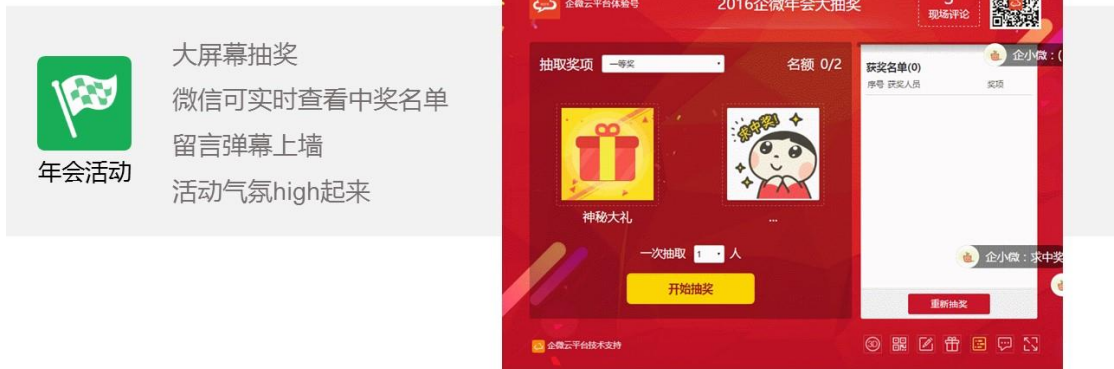 年会活动
大屏幕抽奖
微信可实时查看中奖名单
留言弹幕上墙
活动气氛high起来
企微云平台体验号
2016企微年会大抽奖
现场评论
抽取奖项 一等奖
名额 0/2
神秘大礼
求中奖!
...
一次抽取 1 人
开始抽奖
获奖名单(0)
序号 获奖人员 奖项
企小微：(
企小微：求中奖
重新抽奖
企微云平台技术支持
3D